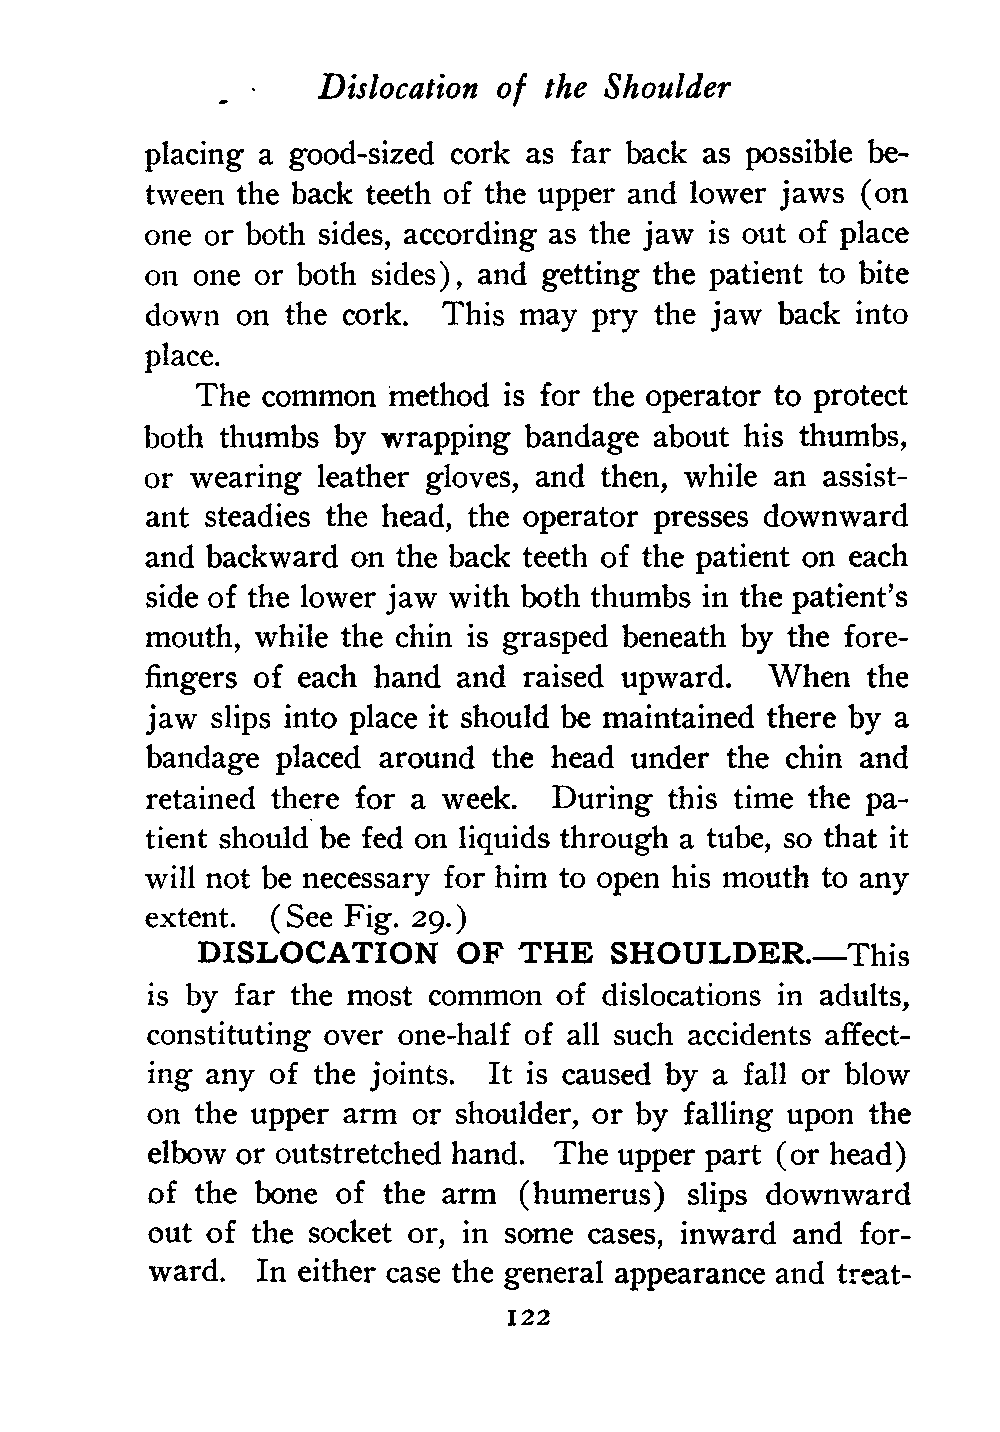 Dislocation of the Shoulder
placing a good-sized cork as far back as possible be-
tween the back teeth of the upper and lower jaws (on
one or both sides, according as the jaw is out of place
on one or both sides), and getting the patient to bite
down on the cork. This may pry the jaw back into
place.
The common method is for the operator to protect
both thumbs by wrapping bandage about his thumbs,
or wearing leather gloves, and then, while an assist-
ant steadies the head, the operator presses downward
and backward on the back teeth of the patient on each
side of the lower jaw with both thumbs in the patient's
mouth, while the chin is grasped beneath by the fore-
fingers of each hand and raised upward. When the
jaw slips into place it should be maintained there by a
bandage placed around the head under the chin and
retained there for a week. During this time the pa-
tient should be fed on liquids through a tube, so that it
will not be necessary for him to open his mouth to any
extent. (See Fig. 29.)
DISLOCATION OF THE SHOULDER.—This
is by far the most common of dislocations in adults,
constituting over one-half of all such accidents affect-
ing any of the joints. It is caused by a fall or blow
on the upper arm or shoulder, or by falling upon the
elbow or outstretched hand. The upper part (or head)
of the bone of the arm (humerus) slips downward
out of the socket or, in some cases, inward and for-
ward. In either case the general appearance and treat-
122